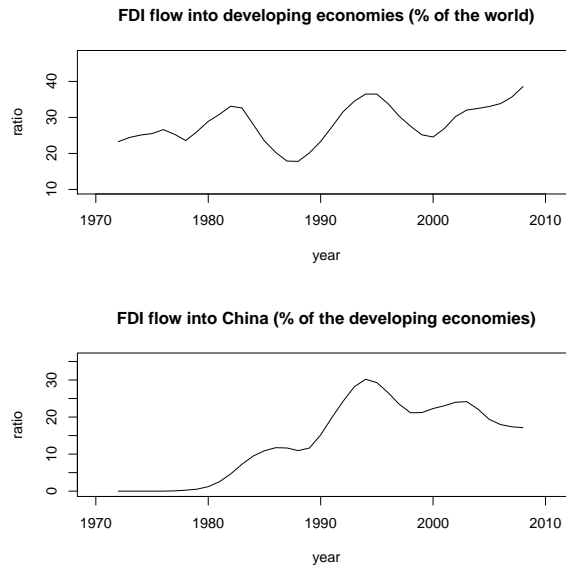 FDI flow into developing economies (% of the world)
ratio
40
30
20
10
1970 1980 1990 2000 2010
year
FDI flow into China (% of the developing economies)
ratio
30
20
10
0
1970 1980 1990 2000 2010
year